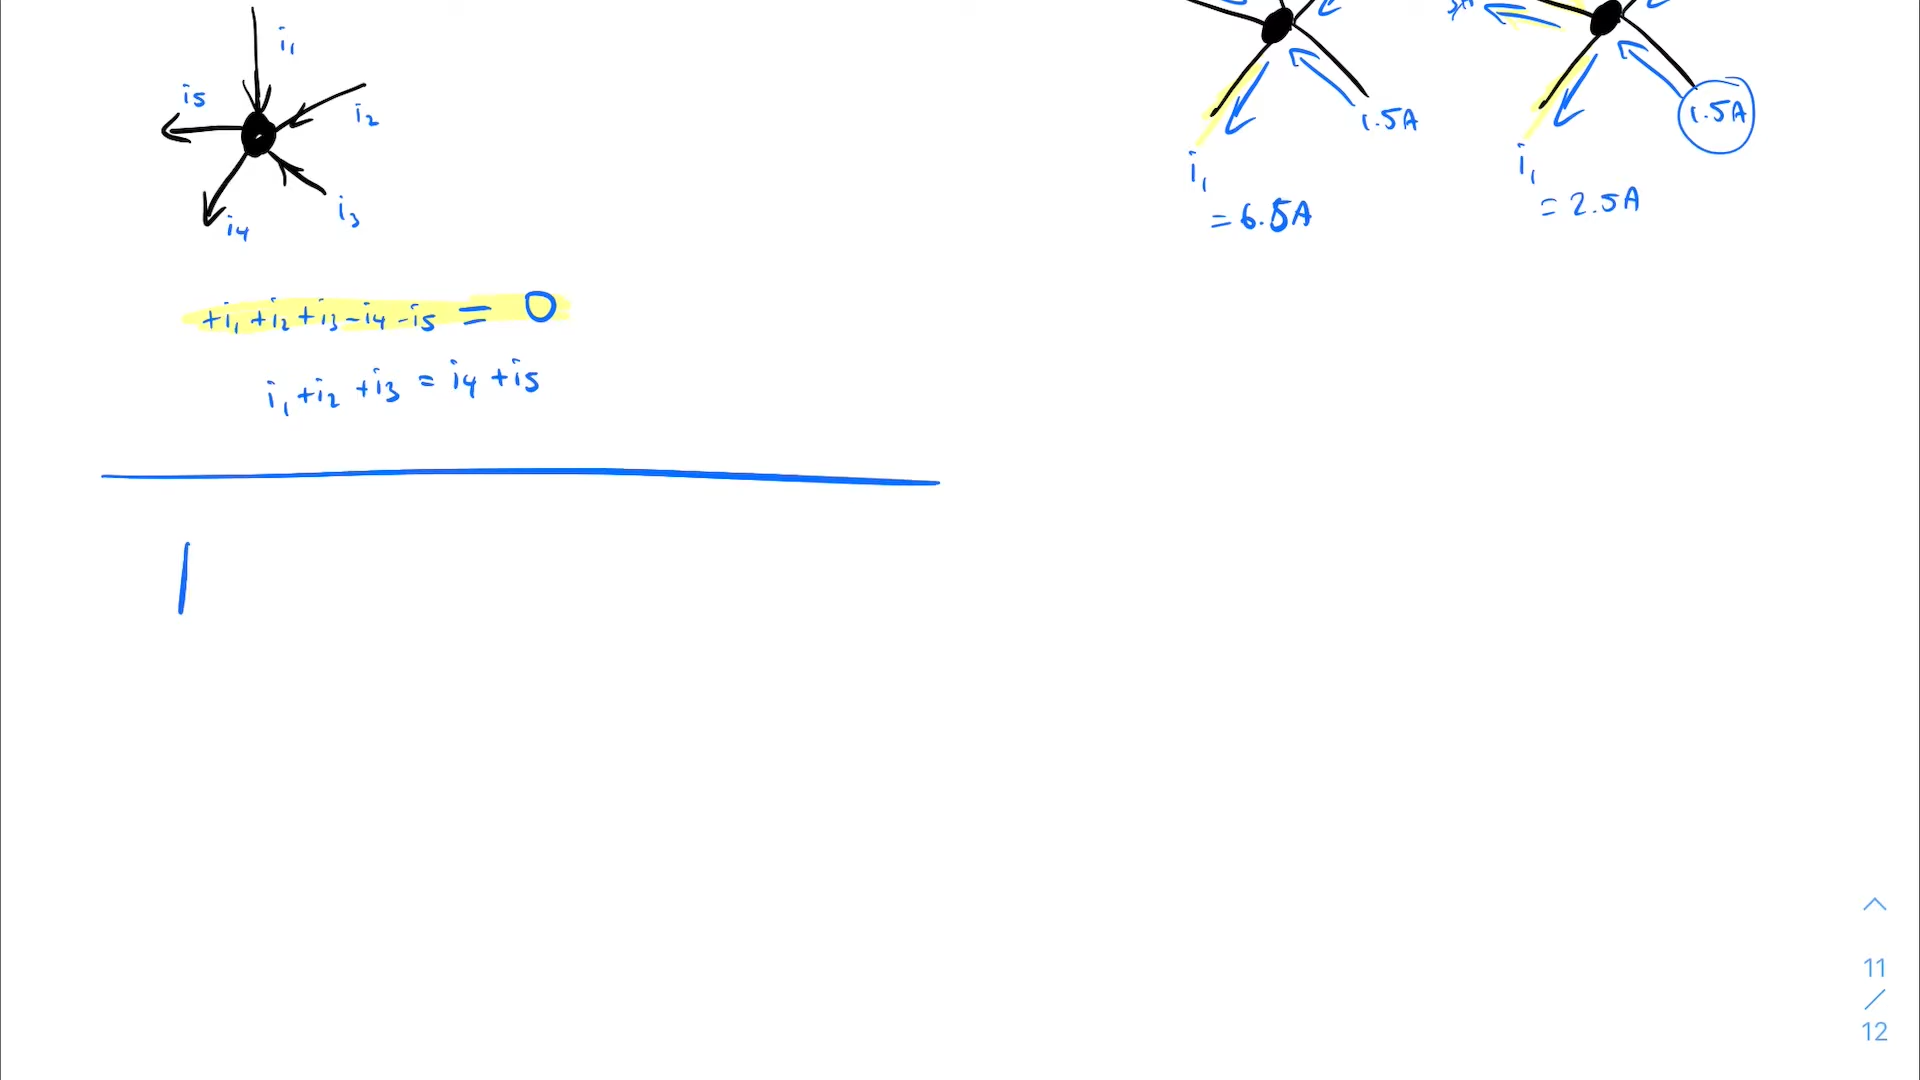 i1
i5
i2
i3
i4
+i1 +i2 +i3 -i4 -i5 = 0
i1 +i2 +i3 = i4 +i5
1.5A
i1
= 6.5A
1.5A
i1
= 2.5A
11
/
12